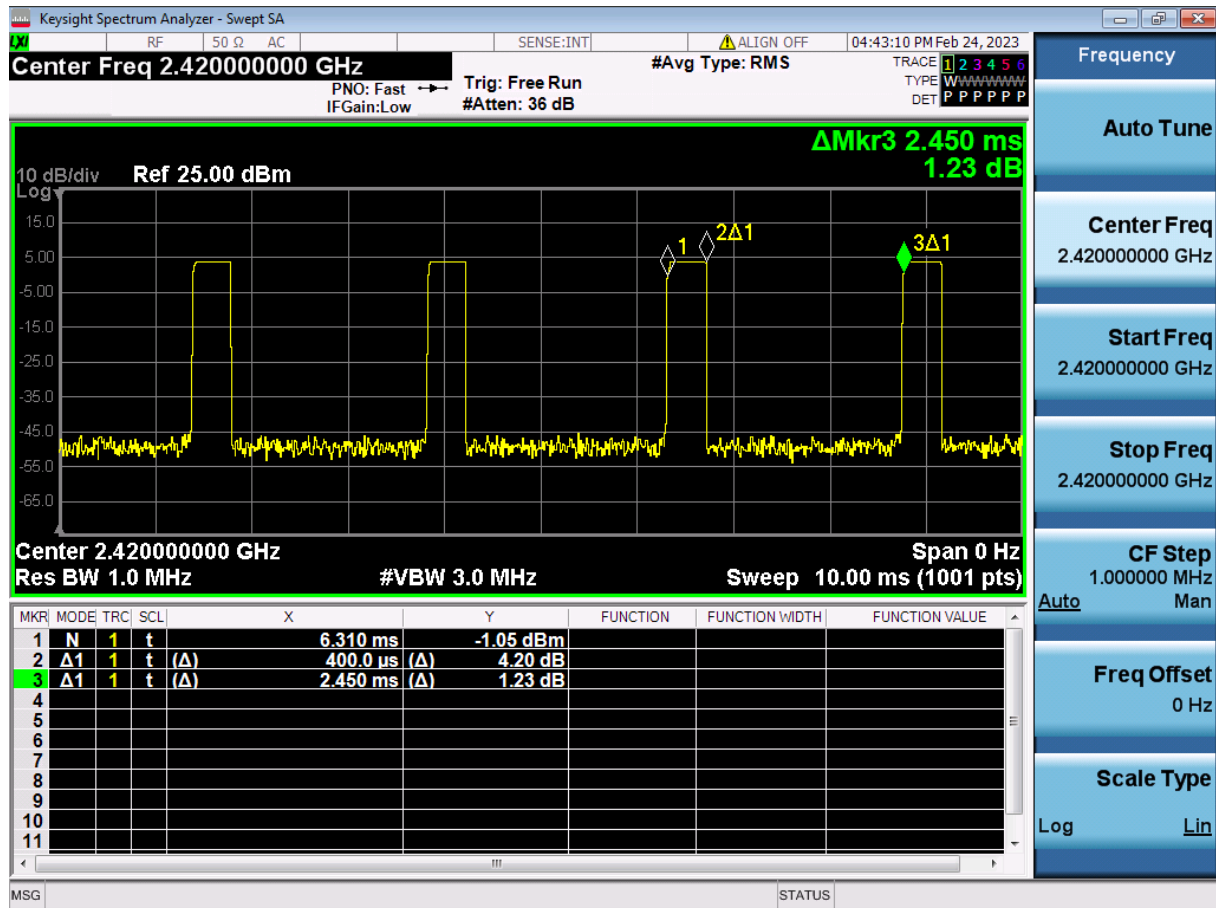 Keysight Spectrum Analyzer - Swept SA
LXI RF 50 Ω AC SENSE:INT ALIGN OFF 04:43:10 PM Feb 24, 2023
Center Freq 2.420000000 GHz
PNO: Fast
IFGain:Low
Trig: Free Run
#Atten: 36 dB
#Avg Type: RMS
TRACE 1 2 3 4 5 6
TYPE WWWWWW
DET P P P P P P
ΔMkr3 2.450 ms
1.23 dB
10 dB/div Ref 25.00 dBm
Log
15.0
5.00
-5.00
-15.0
-25.0
-35.0
-45.0
-55.0
-65.0
1
2Δ1
3Δ1
Center 2.420000000 GHz Span 0 Hz
Res BW 1.0 MHz #VBW 3.0 MHz Sweep 10.00 ms (1001 pts)
MKR MODE TRC SCL X Y FUNCTION FUNCTION WIDTH FUNCTION VALUE
1 N 1 t 6.310 ms -1.05 dBm
2 Δ1 1 t (Δ) 400.0 µs (Δ) 4.20 dB
3 Δ1 1 t (Δ) 2.450 ms (Δ) 1.23 dB
4
5
6
7
8
9
10
11
MSG STATUS
Frequency
Auto Tune
Center Freq
2.420000000 GHz
Start Freq
2.420000000 GHz
Stop Freq
2.420000000 GHz
CF Step
1.000000 MHz
Auto Man
Freq Offset
0 Hz
Scale Type
Log Lin